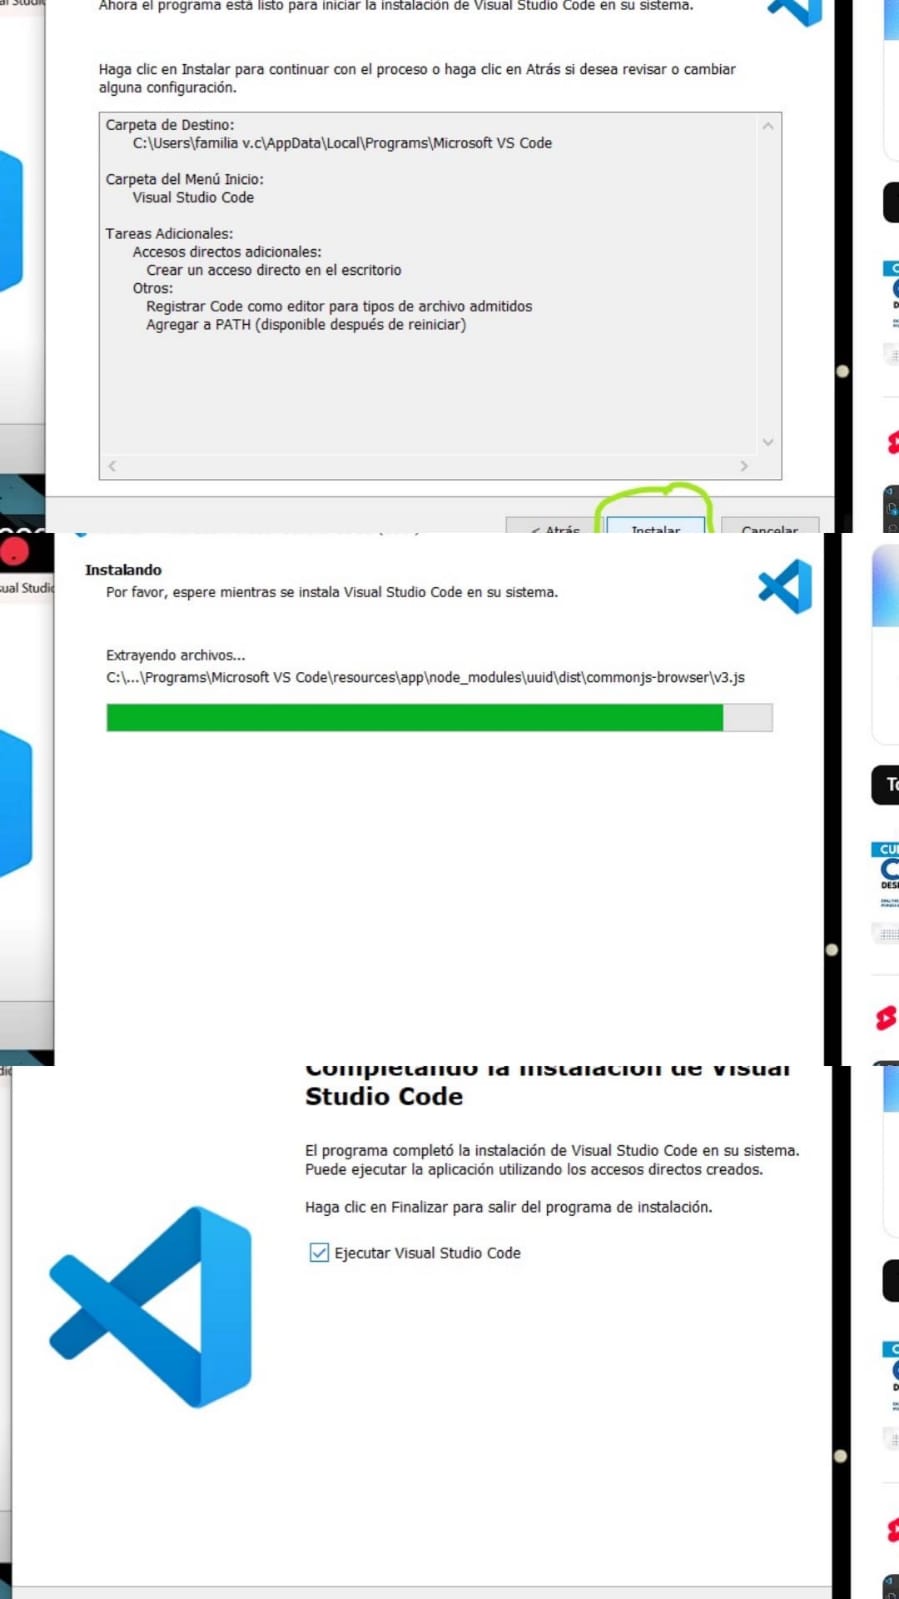 Ahora el programa está listo para iniciar la instalación de Visual Studio Code en su sistema.
Haga clic en Instalar para continuar con el proceso o haga clic en Atrás si desea revisar o cambiar
alguna configuración.
Carpeta de Destino:
C:\Users\familia v.c\AppData\Local\Programs\Microsoft VS Code
Carpeta del Menú Inicio:
Visual Studio Code
Tareas Adicionales:
Accesos directos adicionales:
Crear un acceso directo en el escritorio
Otros:
Registrar Code como editor para tipos de archivo admitidos
Agregar a PATH (disponible después de reiniciar)
< Atrás Instalar Cancelar
Instalando
Por favor, espere mientras se instala Visual Studio Code en su sistema.
Extrayendo archivos...
C:\...\Programs\Microsoft VS Code\resources\app\node_modules\uuid\dist\commonjs-browser\v3.js
Completando la instalación de Visual
Studio Code
El programa completó la instalación de Visual Studio Code en su sistema.
Puede ejecutar la aplicación utilizando los accesos directos creados.
Haga clic en Finalizar para salir del programa de instalación.
Ejecutar Visual Studio Code